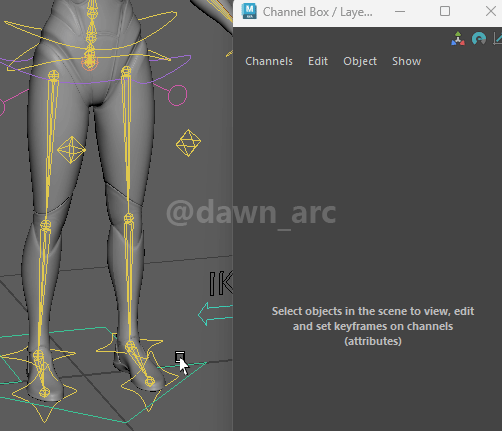 Channel Box / Laye...
Channels Edit Object Show
@dawn_arc
IK
Select objects in the scene to view, edit
and set keyframes on channels
(attributes)